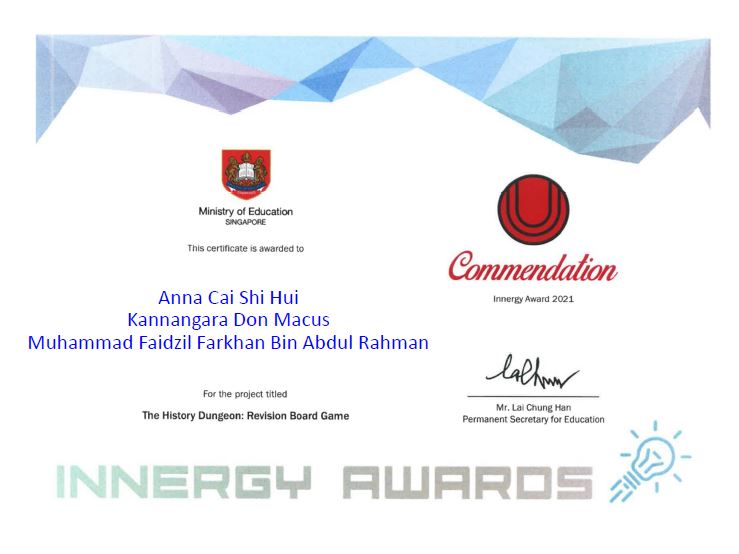 Ministry of Education
SINGAPORE
This certificate is awarded to
Anna Cai Shi Hui
Kannangara Don Macus
Muhammad Faidzil Farkhan Bin Abdul Rahman
For the project titled
The History Dungeon: Revision Board Game
Commendation
Innergy Award 2021
Mr. Lai Chung Han
Permanent Secretary for Education
INNERGY AWARDS